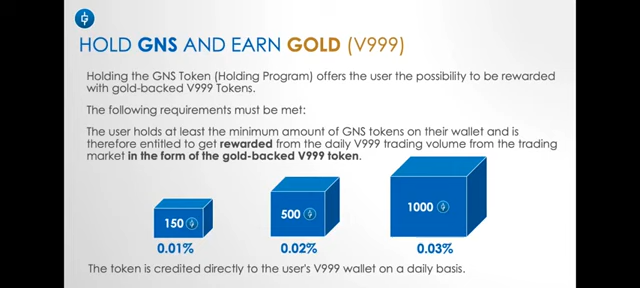 HOLD GNS AND EARN GOLD (V999)
Holding the GNS Token (Holding Program) offers the user the possibility to be rewarded
with gold-backed V999 Tokens.
The following requirements must be met:
The user holds at least the minimum amount of GNS tokens on their wallet and is
therefore entitled to get rewarded from the daily V999 trading volume from the trading
market in the form of the gold-backed V999 token.
150
500
1000
0.01%
0.02%
0.03%
The token is credited directly to the user's V999 wallet on a daily basis.